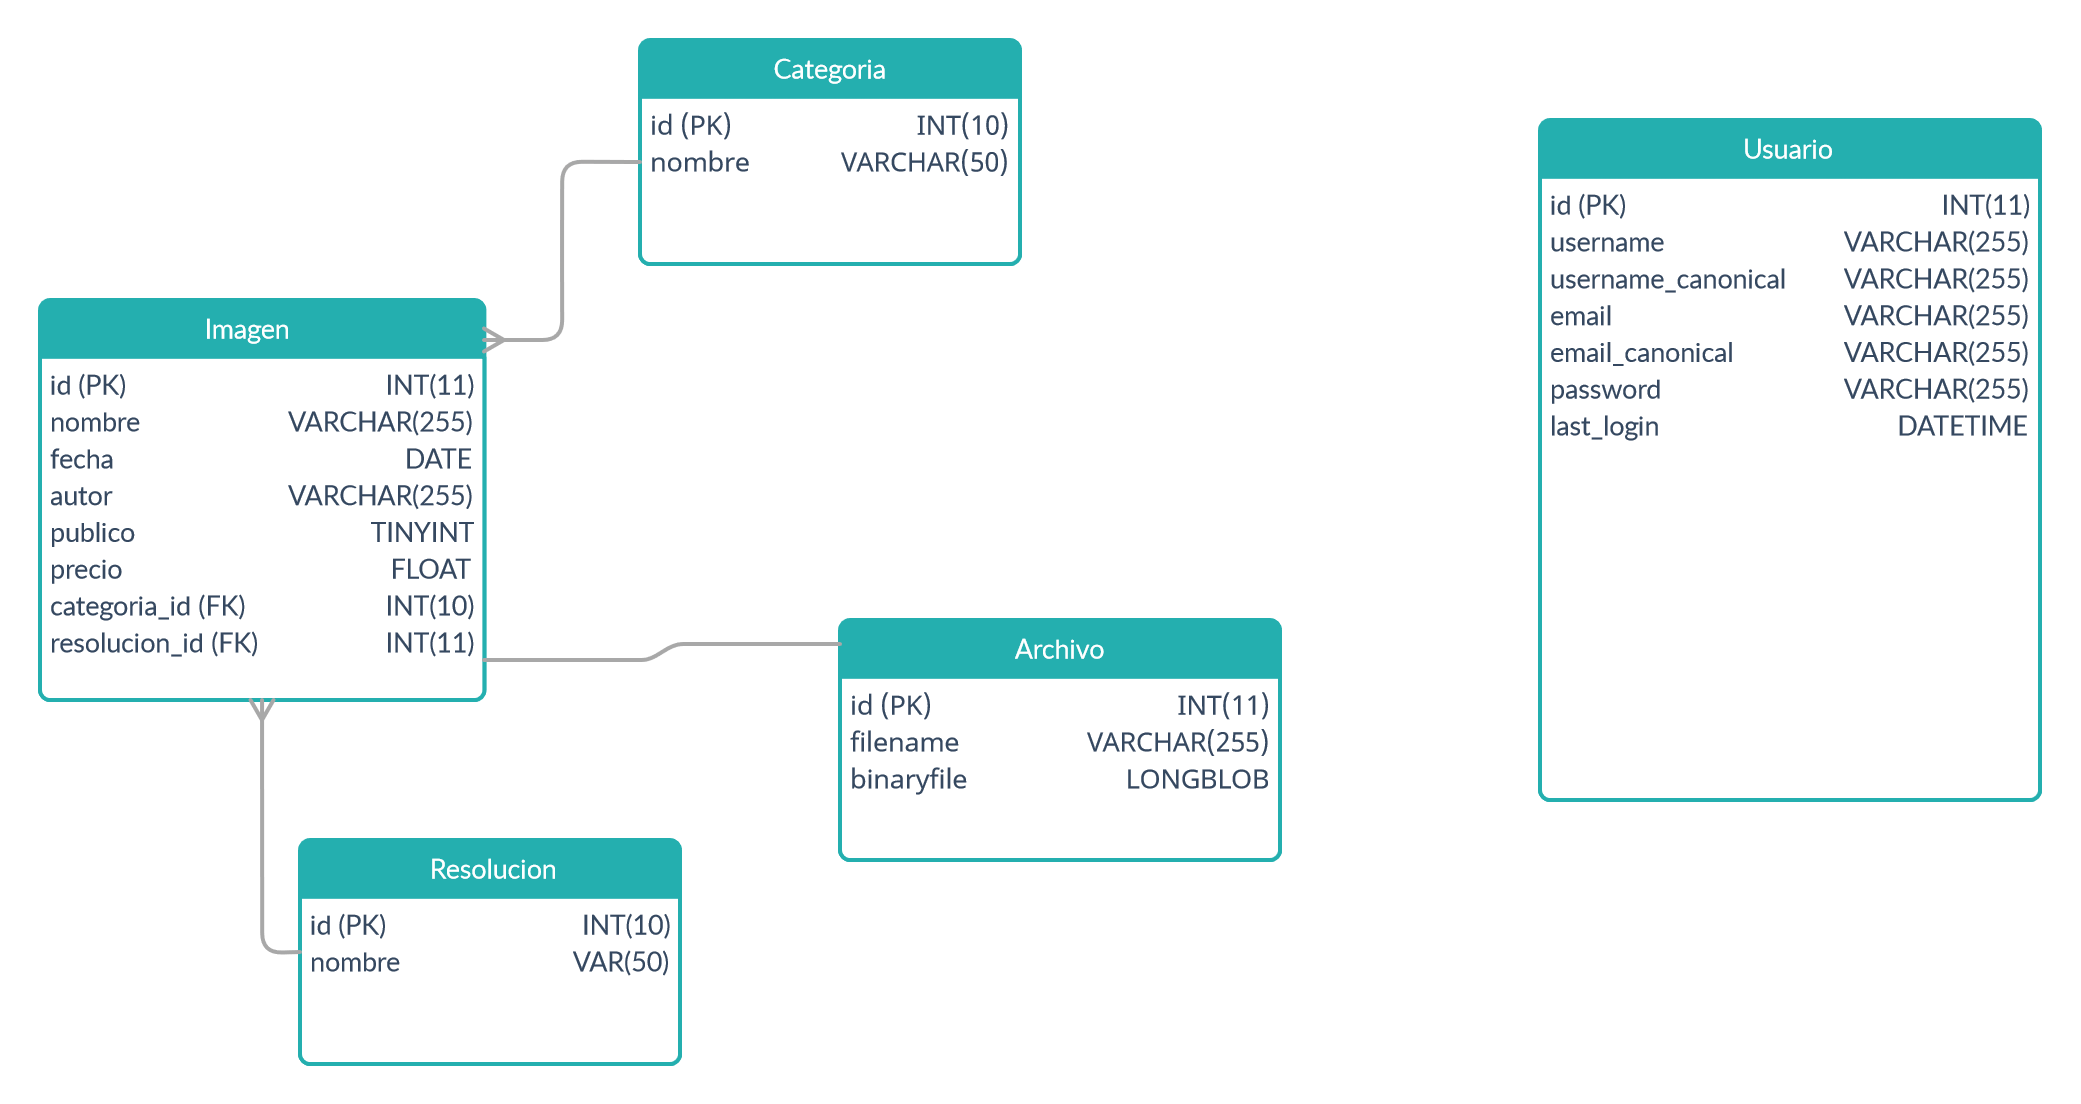 Categoria
id (PK) INT(10)
nombre VARCHAR(50)
Usuario
id (PK) INT(11)
username VARCHAR(255)
username_canonical VARCHAR(255)
email VARCHAR(255)
email_canonical VARCHAR(255)
password VARCHAR(255)
last_login DATETIME
Imagen
id (PK) INT(11)
nombre VARCHAR(255)
fecha DATE
autor VARCHAR(255)
publico TINYINT
precio FLOAT
categoria_id (FK) INT(10)
resolucion_id (FK) INT(11)
Archivo
id (PK) INT(11)
filename VARCHAR(255)
binaryfile LONGBLOB
Resolucion
id (PK) INT(10)
nombre VAR(50)